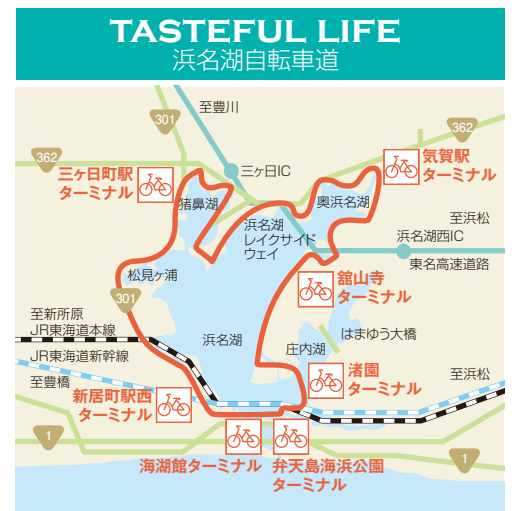 TASTEFUL LIFE
浜名湖自転車道
至豊川
301
362
362
気賀駅
ターミナル
三ヶ日町駅
ターミナル
三ヶ日IC
猪鼻湖
奥浜名湖
浜名湖
レイクサイド
ウェイ
至浜松
浜名湖西IC
東名高速道路
松見ヶ浦
301
舘山寺
ターミナル
至新所原
JR東海道本線
浜名湖
はまゆう大橋
庄内湖
JR東海道新幹線
至豊橋
渚園
ターミナル
至浜松
新居町駅西
ターミナル
1
海湖館ターミナル
弁天島海浜公園
ターミナル
1